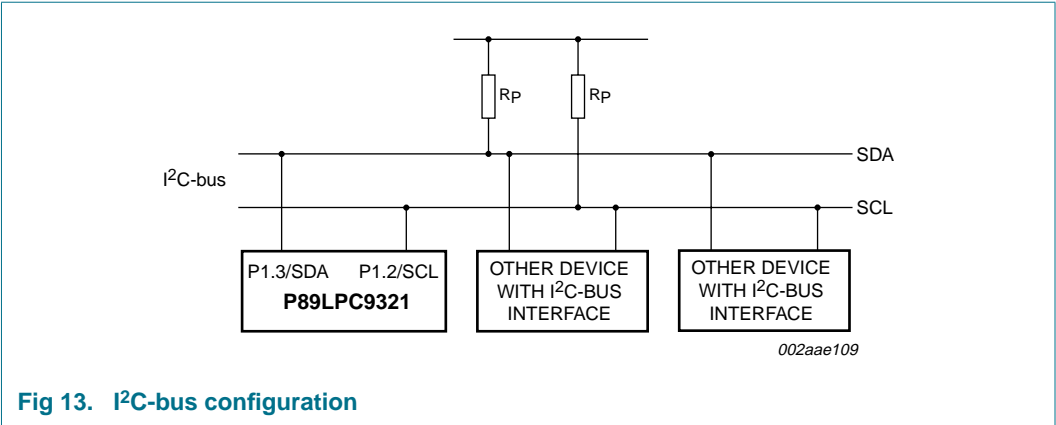 RP RP
SDA
I2C-bus
SCL
P1.3/SDA P1.2/SCL
P89LPC9321
OTHER DEVICE
WITH I2C-BUS
INTERFACE
OTHER DEVICE
WITH I2C-BUS
INTERFACE
002aae109
Fig 13. I2C-bus configuration